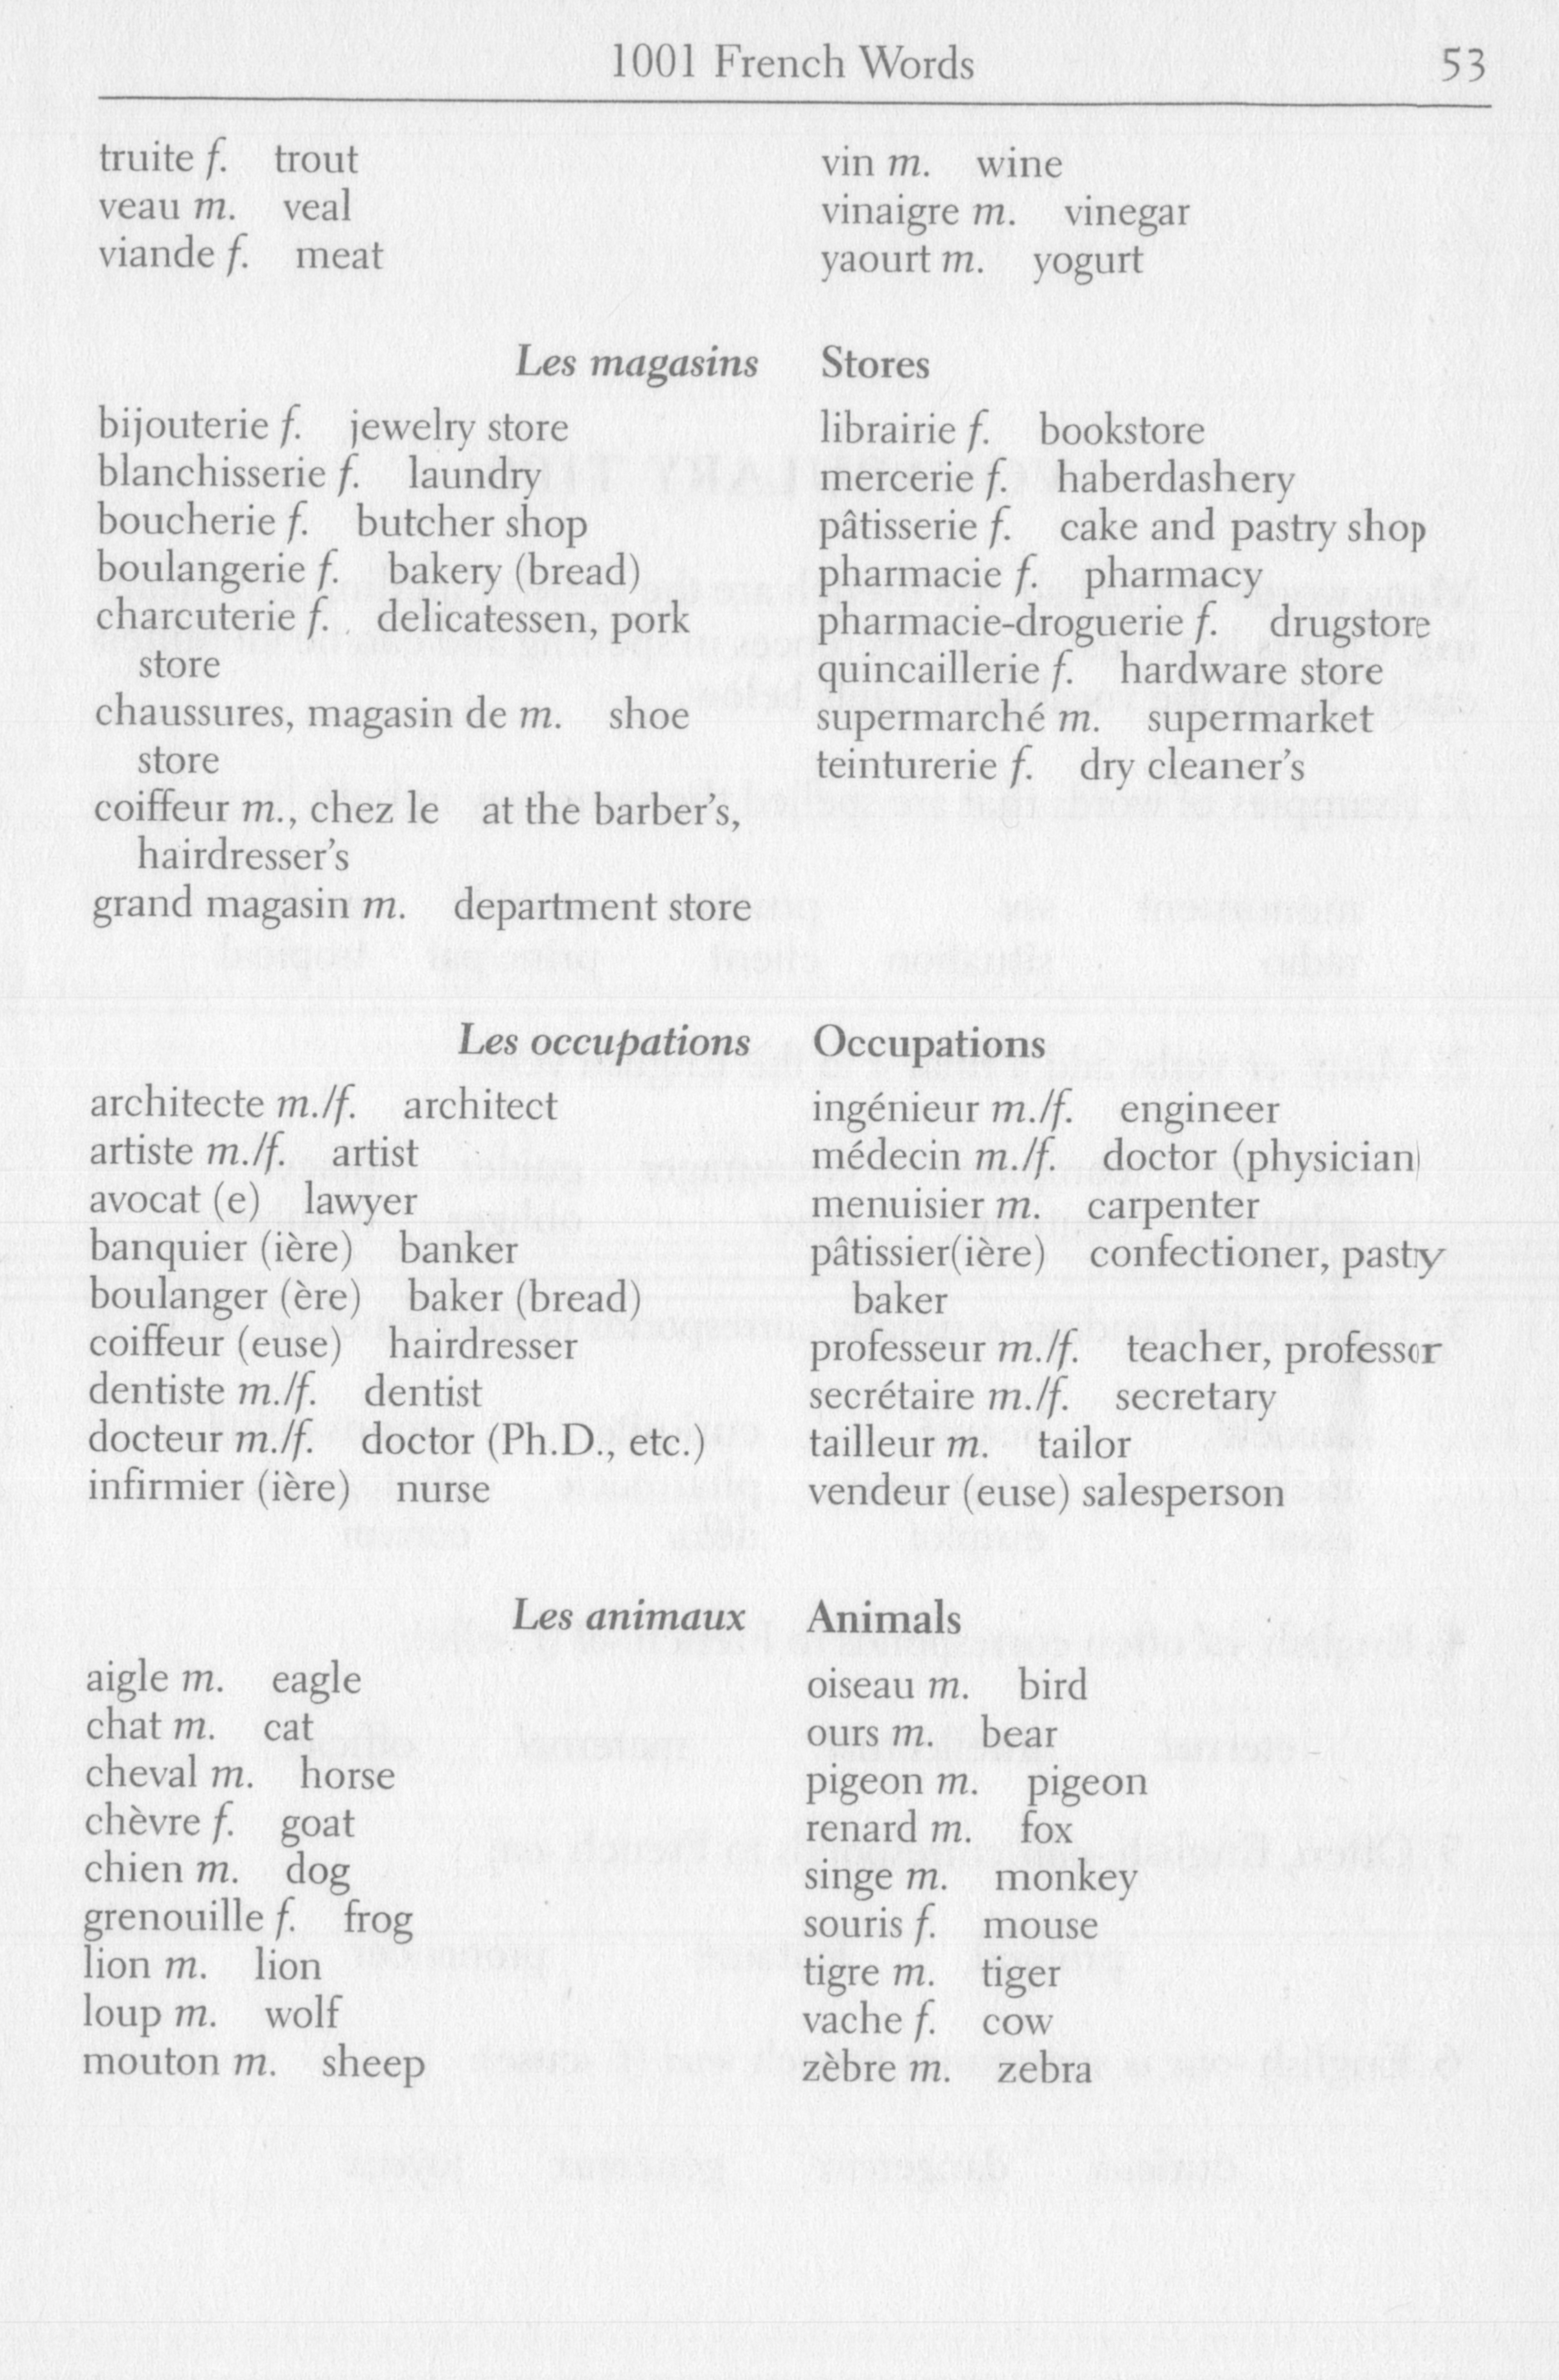 1001 French Words 53
truite f. trout
veau m. veal
viande f. meat
vin m. wine
vinaigre m. vinegar
yaourt m. yogurt
Les magasins Stores
bijouterie f. jewelry store
blanchisserie f. laundry
boucherie f. butcher shop
boulangerie f. bakery (bread)
charcuterie f. delicatessen, pork
store
chaussures, magasin de m. shoe
store
coiffeur m., chez le at the barber's,
hairdresser's
grand magasin m. department store
librairie f. bookstore
mercerie f. haberdashery
pâtisserie f. cake and pastry shop
pharmacie f. pharmacy
pharmacie-droguerie f. drugstore
quincaillerie f. hardware store
supermarché m. supermarket
teinturerie f. dry cleaner's
Les occupations Occupations
architecte m./f. architect
artiste m./f. artist
avocat (e) lawyer
banquier (ière) banker
boulanger (ère) baker (bread)
coiffeur (euse) hairdresser
dentiste m./f. dentist
docteur m./f. doctor (Ph.D., etc.)
infirmier (ière) nurse
ingénieur m./f. engineer
médecin m./f. doctor (physician)
menuisier m. carpenter
pâtissier(ière) confectioner, pastry
baker
professeur m./f. teacher, professor
secrétaire m./f. secretary
tailleur m. tailor
vendeur (euse) salesperson
Les animaux Animals
aigle m. eagle
chat m. cat
cheval m. horse
chèvre f. goat
chien m. dog
grenouille f. frog
lion m. lion
loup m. wolf
mouton m. sheep
oiseau m. bird
ours m. bear
pigeon m. pigeon
renard m. fox
singe m. monkey
souris f. mouse
tigre m. tiger
vache f. cow
zèbre m. zebra